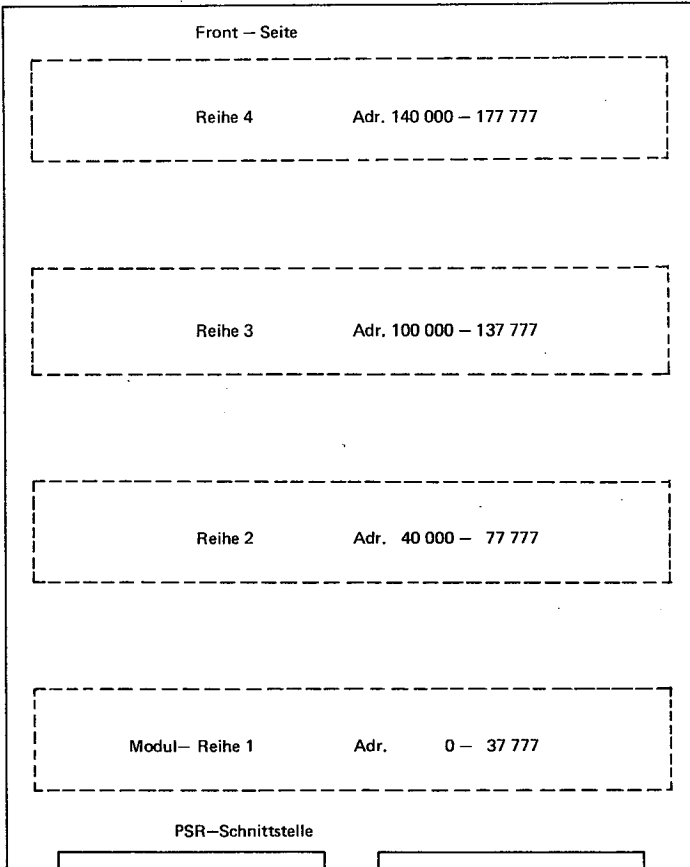 Front – Seite
Reihe 4 Adr. 140 000 – 177 777
Reihe 3 Adr. 100 000 – 137 777
Reihe 2 Adr. 40 000 – 77 777
Modul– Reihe 1 Adr. 0 – 37 777
PSR–Schnittstelle